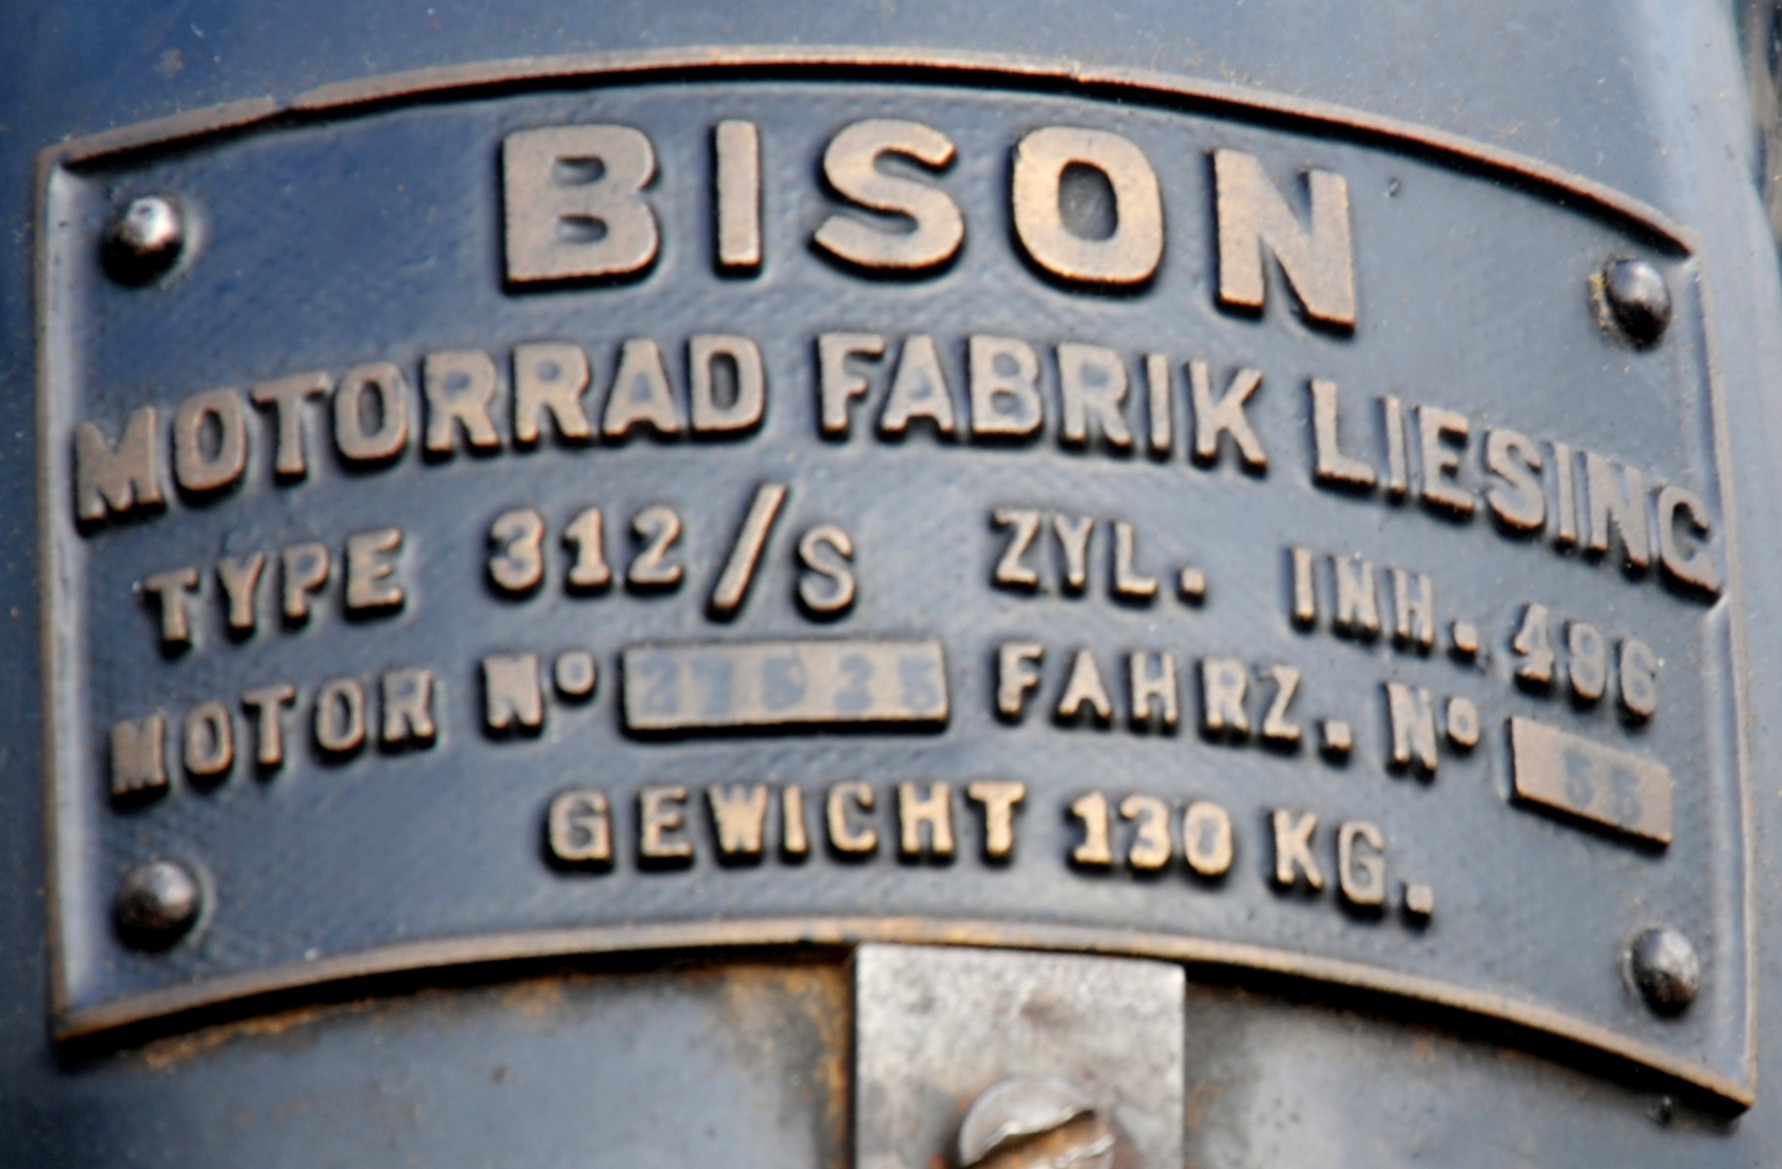 BISON
MOTORRAD FABRIK LIESING
TYPE 312/S ZYL. INH. 496
MOTOR Nº FAHRZ. Nº
GEWICHT 130 KG.